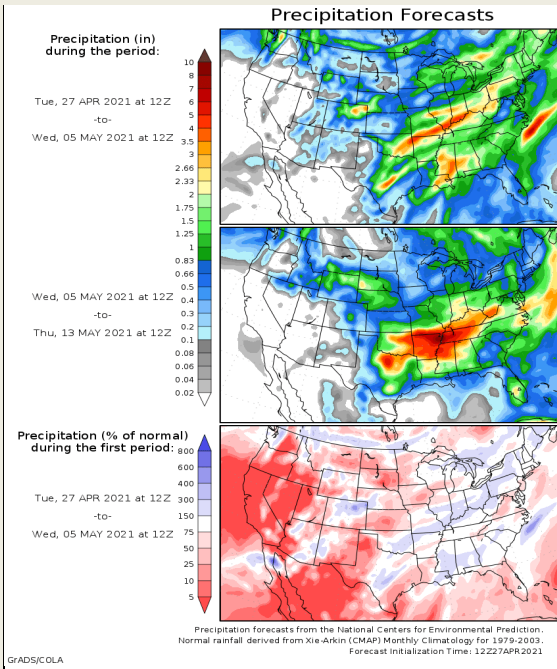 Precipitation Forecasts
Precipitation (in)
during the period:
Tue, 27 APR 2021 at 12Z
-to-
Wed, 05 MAY 2021 at 12Z
10
8
7
6
5
4
3.5
3
2.66
2.33
2
1.75
1.5
1.25
1
0.83
0.66
0.5
0.4
0.3
0.2
0.1
0.08
0.06
0.04
0.02
Wed, 05 MAY 2021 at 12Z
-to-
Thu, 13 MAY 2021 at 12Z
Precipitation (% of normal)
during the first period:
Tue, 27 APR 2021 at 12Z
-to-
Wed, 05 MAY 2021 at 12Z
800
600
400
300
150
75
50
25
10
5
Precipitation forecasts from the National Centers for Environmental Prediction.
Normal rainfall derived from Xie-Arkin (CMAP) Monthly Climatology for 1979-2003.
Forecast Initialization Time: 12Z27APR2021
GrADS/COLA